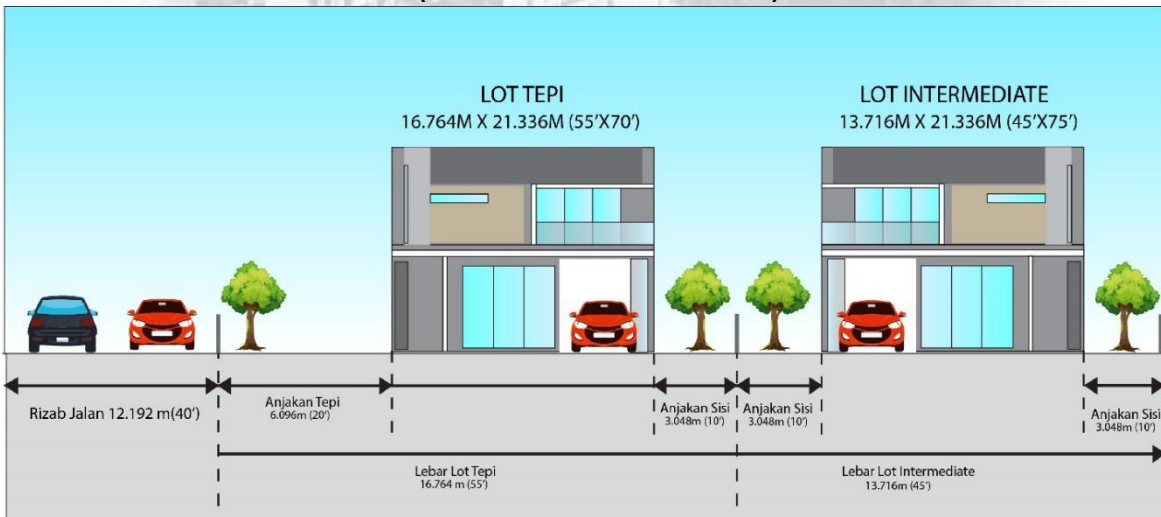 LOT TEPI
16.764M X 21.336M (55'X70')
LOT INTERMEDIATE
13.716M X 21.336M (45'X75')
Rizab Jalan 12.192 m(40')
Anjakan Tepi
6.096m (20')
Anjakan Sisi
3.048m (10')
Anjakan Sisi
3.048m (10')
Anjakan Sisi
3.048m (10')
Lebar Lot Tepi
16.764 m (55')
Lebar Lot Intermediate
13.716m (45')